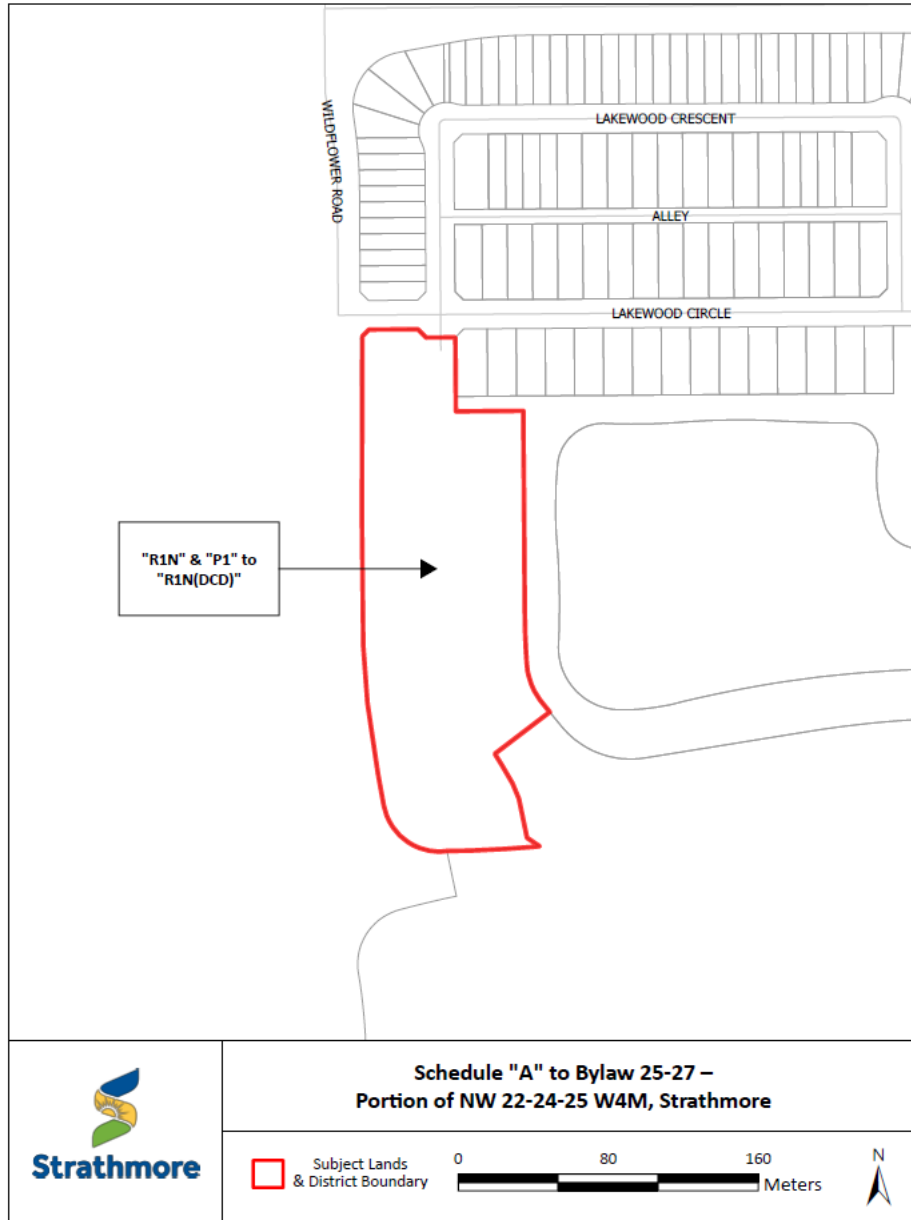 LAKEWOOD CRESCENT
WILDFLOWER ROAD
ALLEY
LAKEWOOD CIRCLE
"R1N" & "P1" to
"R1N(DCD)"
Strathmore
Schedule "A" to Bylaw 25-27 –
Portion of NW 22-24-25 W4M, Strathmore
Subject Lands
& District Boundary
0 80 160
Meters
N